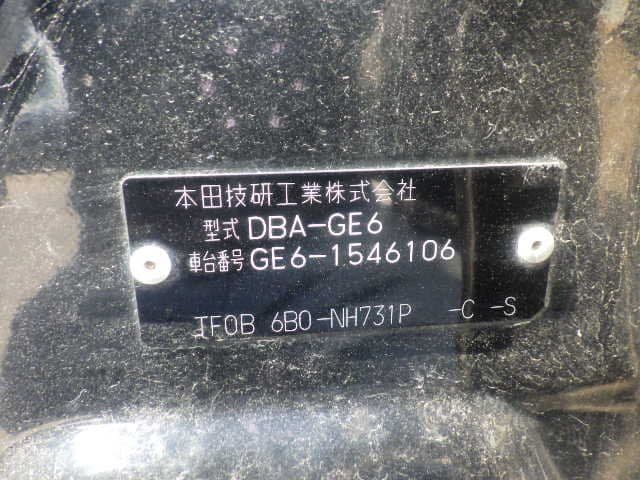 本田技研工業株式会社
型式 DBA-GE6
車台番号 GE6-1546106
TF0B 6B0-NH731P -C -S